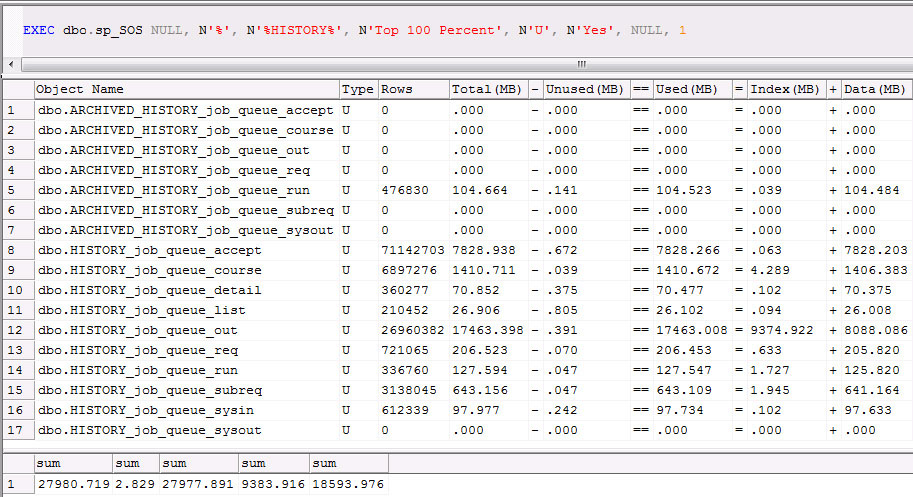 EXEC dbo.sp_SOS NULL, N'%', N'%HISTORY%', N'Top 100 Percent', N'U', N'Yes', NULL, 1
Object Name Type Rows Total(MB) - Unused(MB) == Used(MB) = Index(MB) + Data(MB)
1 dbo.ARCHIVED_HISTORY_job_queue_accept U 0 .000 - .000 == .000 = .000 + .000
2 dbo.ARCHIVED_HISTORY_job_queue_course U 0 .000 - .000 == .000 = .000 + .000
3 dbo.ARCHIVED_HISTORY_job_queue_out U 0 .000 - .000 == .000 = .000 + .000
4 dbo.ARCHIVED_HISTORY_job_queue_req U 0 .000 - .000 == .000 = .000 + .000
5 dbo.ARCHIVED_HISTORY_job_queue_run U 476830 104.664 - .141 == 104.523 = .039 + 104.484
6 dbo.ARCHIVED_HISTORY_job_queue_subreq U 0 .000 - .000 == .000 = .000 + .000
7 dbo.ARCHIVED_HISTORY_job_queue_sysout U 0 .000 - .000 == .000 = .000 + .000
8 dbo.HISTORY_job_queue_accept U 71142703 7828.938 - .672 == 7828.266 = .063 + 7828.203
9 dbo.HISTORY_job_queue_course U 6897276 1410.711 - .039 == 1410.672 = 4.289 + 1406.383
10 dbo.HISTORY_job_queue_detail U 360277 70.852 - .375 == 70.477 = .102 + 70.375
11 dbo.HISTORY_job_queue_list U 210452 26.906 - .805 == 26.102 = .094 + 26.008
12 dbo.HISTORY_job_queue_out U 26960382 17463.398 - .391 == 17463.008 = 9374.922 + 8088.086
13 dbo.HISTORY_job_queue_req U 721065 206.523 - .070 == 206.453 = .633 + 205.820
14 dbo.HISTORY_job_queue_run U 336760 127.594 - .047 == 127.547 = 1.727 + 125.820
15 dbo.HISTORY_job_queue_subreq U 3138045 643.156 - .047 == 643.109 = 1.945 + 641.164
16 dbo.HISTORY_job_queue_sysin U 612339 97.977 - .242 == 97.734 = .102 + 97.633
17 dbo.HISTORY_job_queue_sysout U 0 .000 - .000 == .000 = .000 + .000
sum sum sum sum sum
1 27980.719 2.829 27977.891 9383.916 18593.976